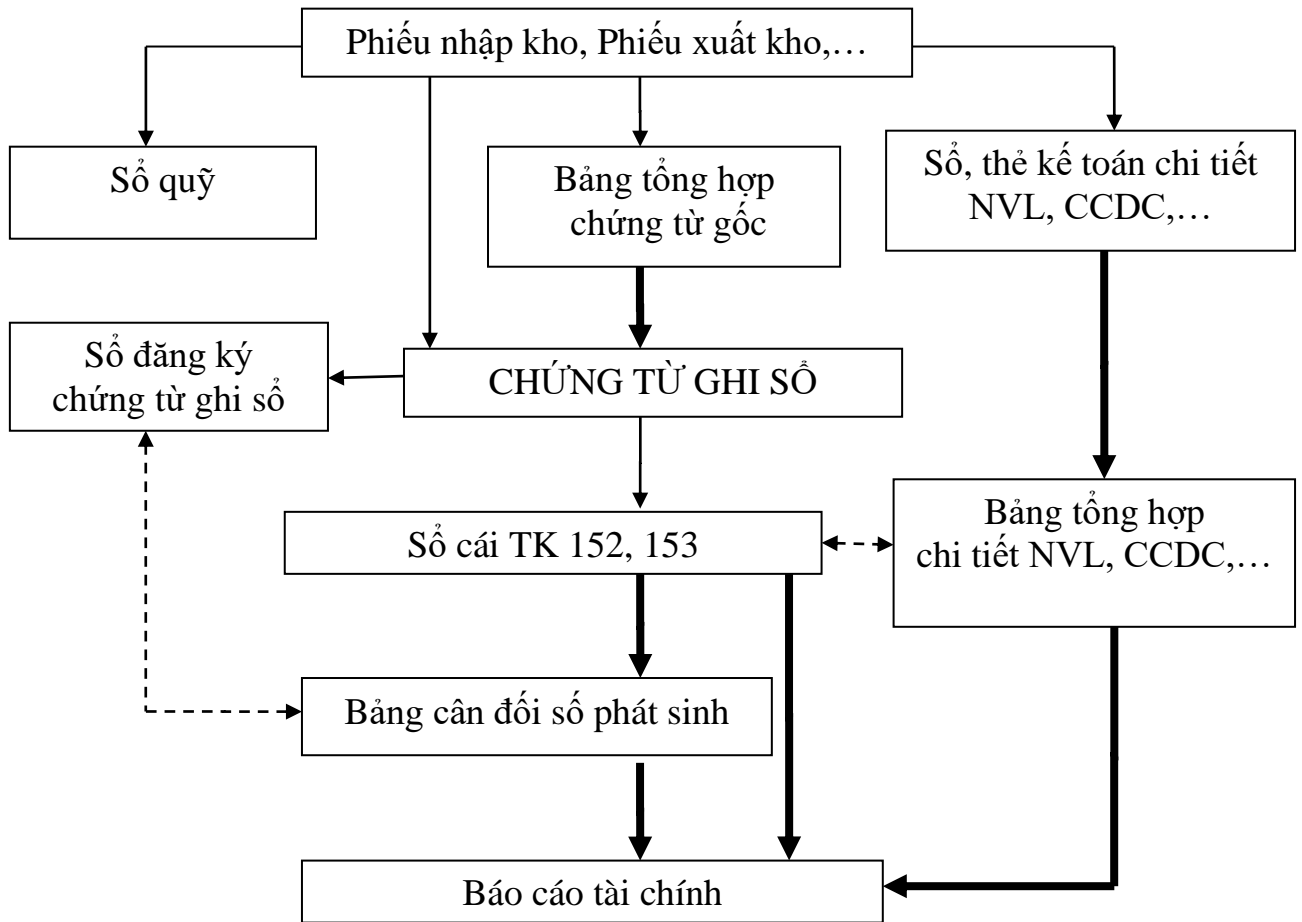 Phiếu nhập kho, Phiếu xuất kho,…
Sổ quỹ
Bảng tổng hợp
chứng từ gốc
Sổ, thẻ kế toán chi tiết
NVL, CCDC,…
Sổ đăng ký
chứng từ ghi sổ
CHỨNG TỪ GHI SỔ
Sổ cái TK 152, 153
Bảng tổng hợp
chi tiết NVL, CCDC,…
Bảng cân đối số phát sinh
Báo cáo tài chính